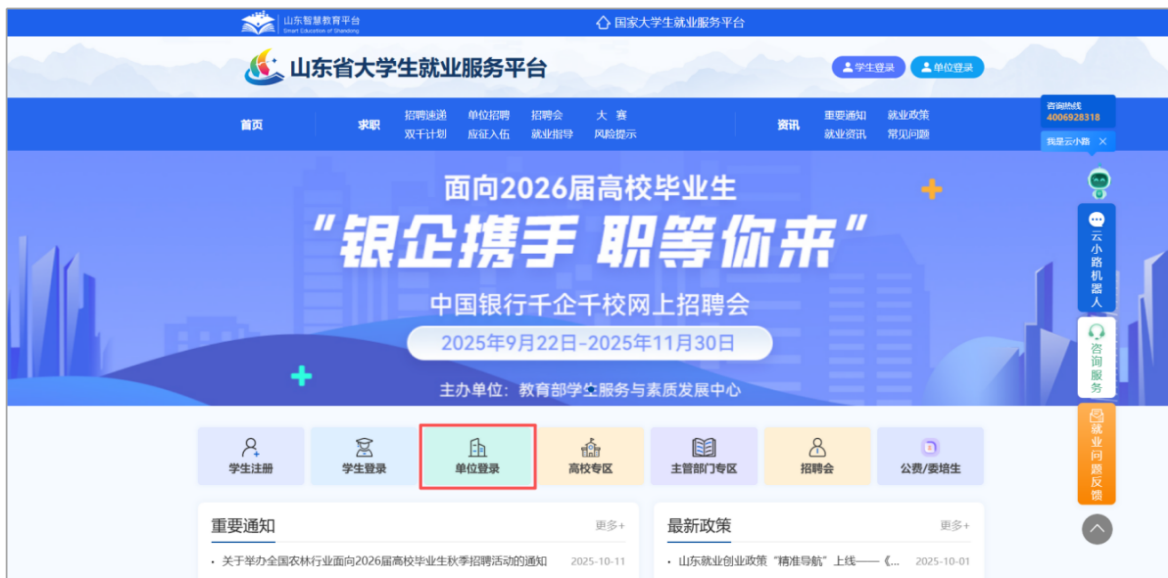 山东智慧教育平台
Smart Education of Shandong
国家大学生就业服务平台
山东省大学生就业服务平台
学生登录
单位登录
首页
求职
招聘速递 单位招聘 招聘会 大 赛
双千计划 应征入伍 就业指导 风险提示
资讯
重要通知 就业政策
就业资讯 常见问题
咨询热线
4006928318
我是云小路 ×
面向2026届高校毕业生
“银企携手 职等你来”
中国银行千企千校网上招聘会
2025年9月22日-2025年11月30日
主办单位：教育部学生服务与素质发展中心
云小路机器人
咨询服务
就业问题反馈
学生注册
学生登录
单位登录
高校专区
主管部门专区
招聘会
公费/委培生
重要通知
更多+
· 关于举办全国农林行业面向2026届高校毕业生秋季招聘活动的通知 2025-10-11
最新政策
更多+
· 山东就业创业政策“精准导航”上线——《... 2025-10-01